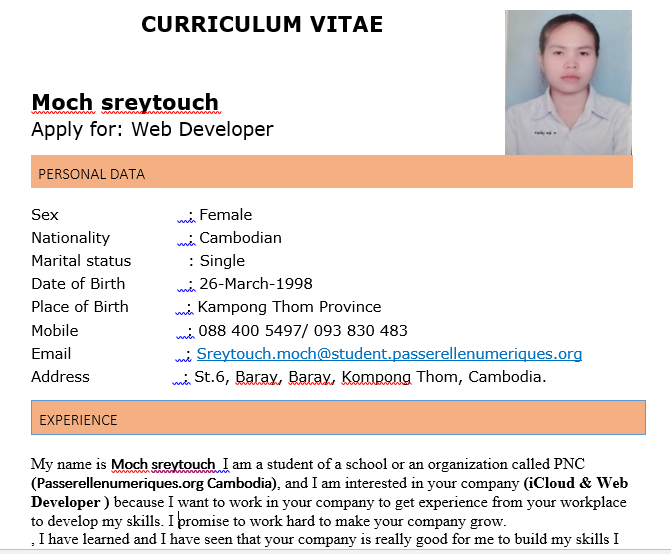 CURRICULUM VITAE
Moch sreytouch
Apply for: Web Developer
PERSONAL DATA
Sex : Female
Nationality : Cambodian
Marital status : Single
Date of Birth : 26-March-1998
Place of Birth : Kampong Thom Province
Mobile : 088 400 5497/ 093 830 483
Email : Sreytouch.moch@student.passerellenumeriques.org
Address : St.6, Baray, Baray, Kompong Thom, Cambodia.
EXPERIENCE
My name is Moch sreytouch I am a student of a school or an organization called PNC
(Passerellenumeriques.org Cambodia), and I am interested in your company (iCloud & Web
Developer ) because I want to work in your company to get experience from your workplace
to develop my skills. I promise to work hard to make your company grow.
, I have learned and I have seen that your company is really good for me to build my skills I